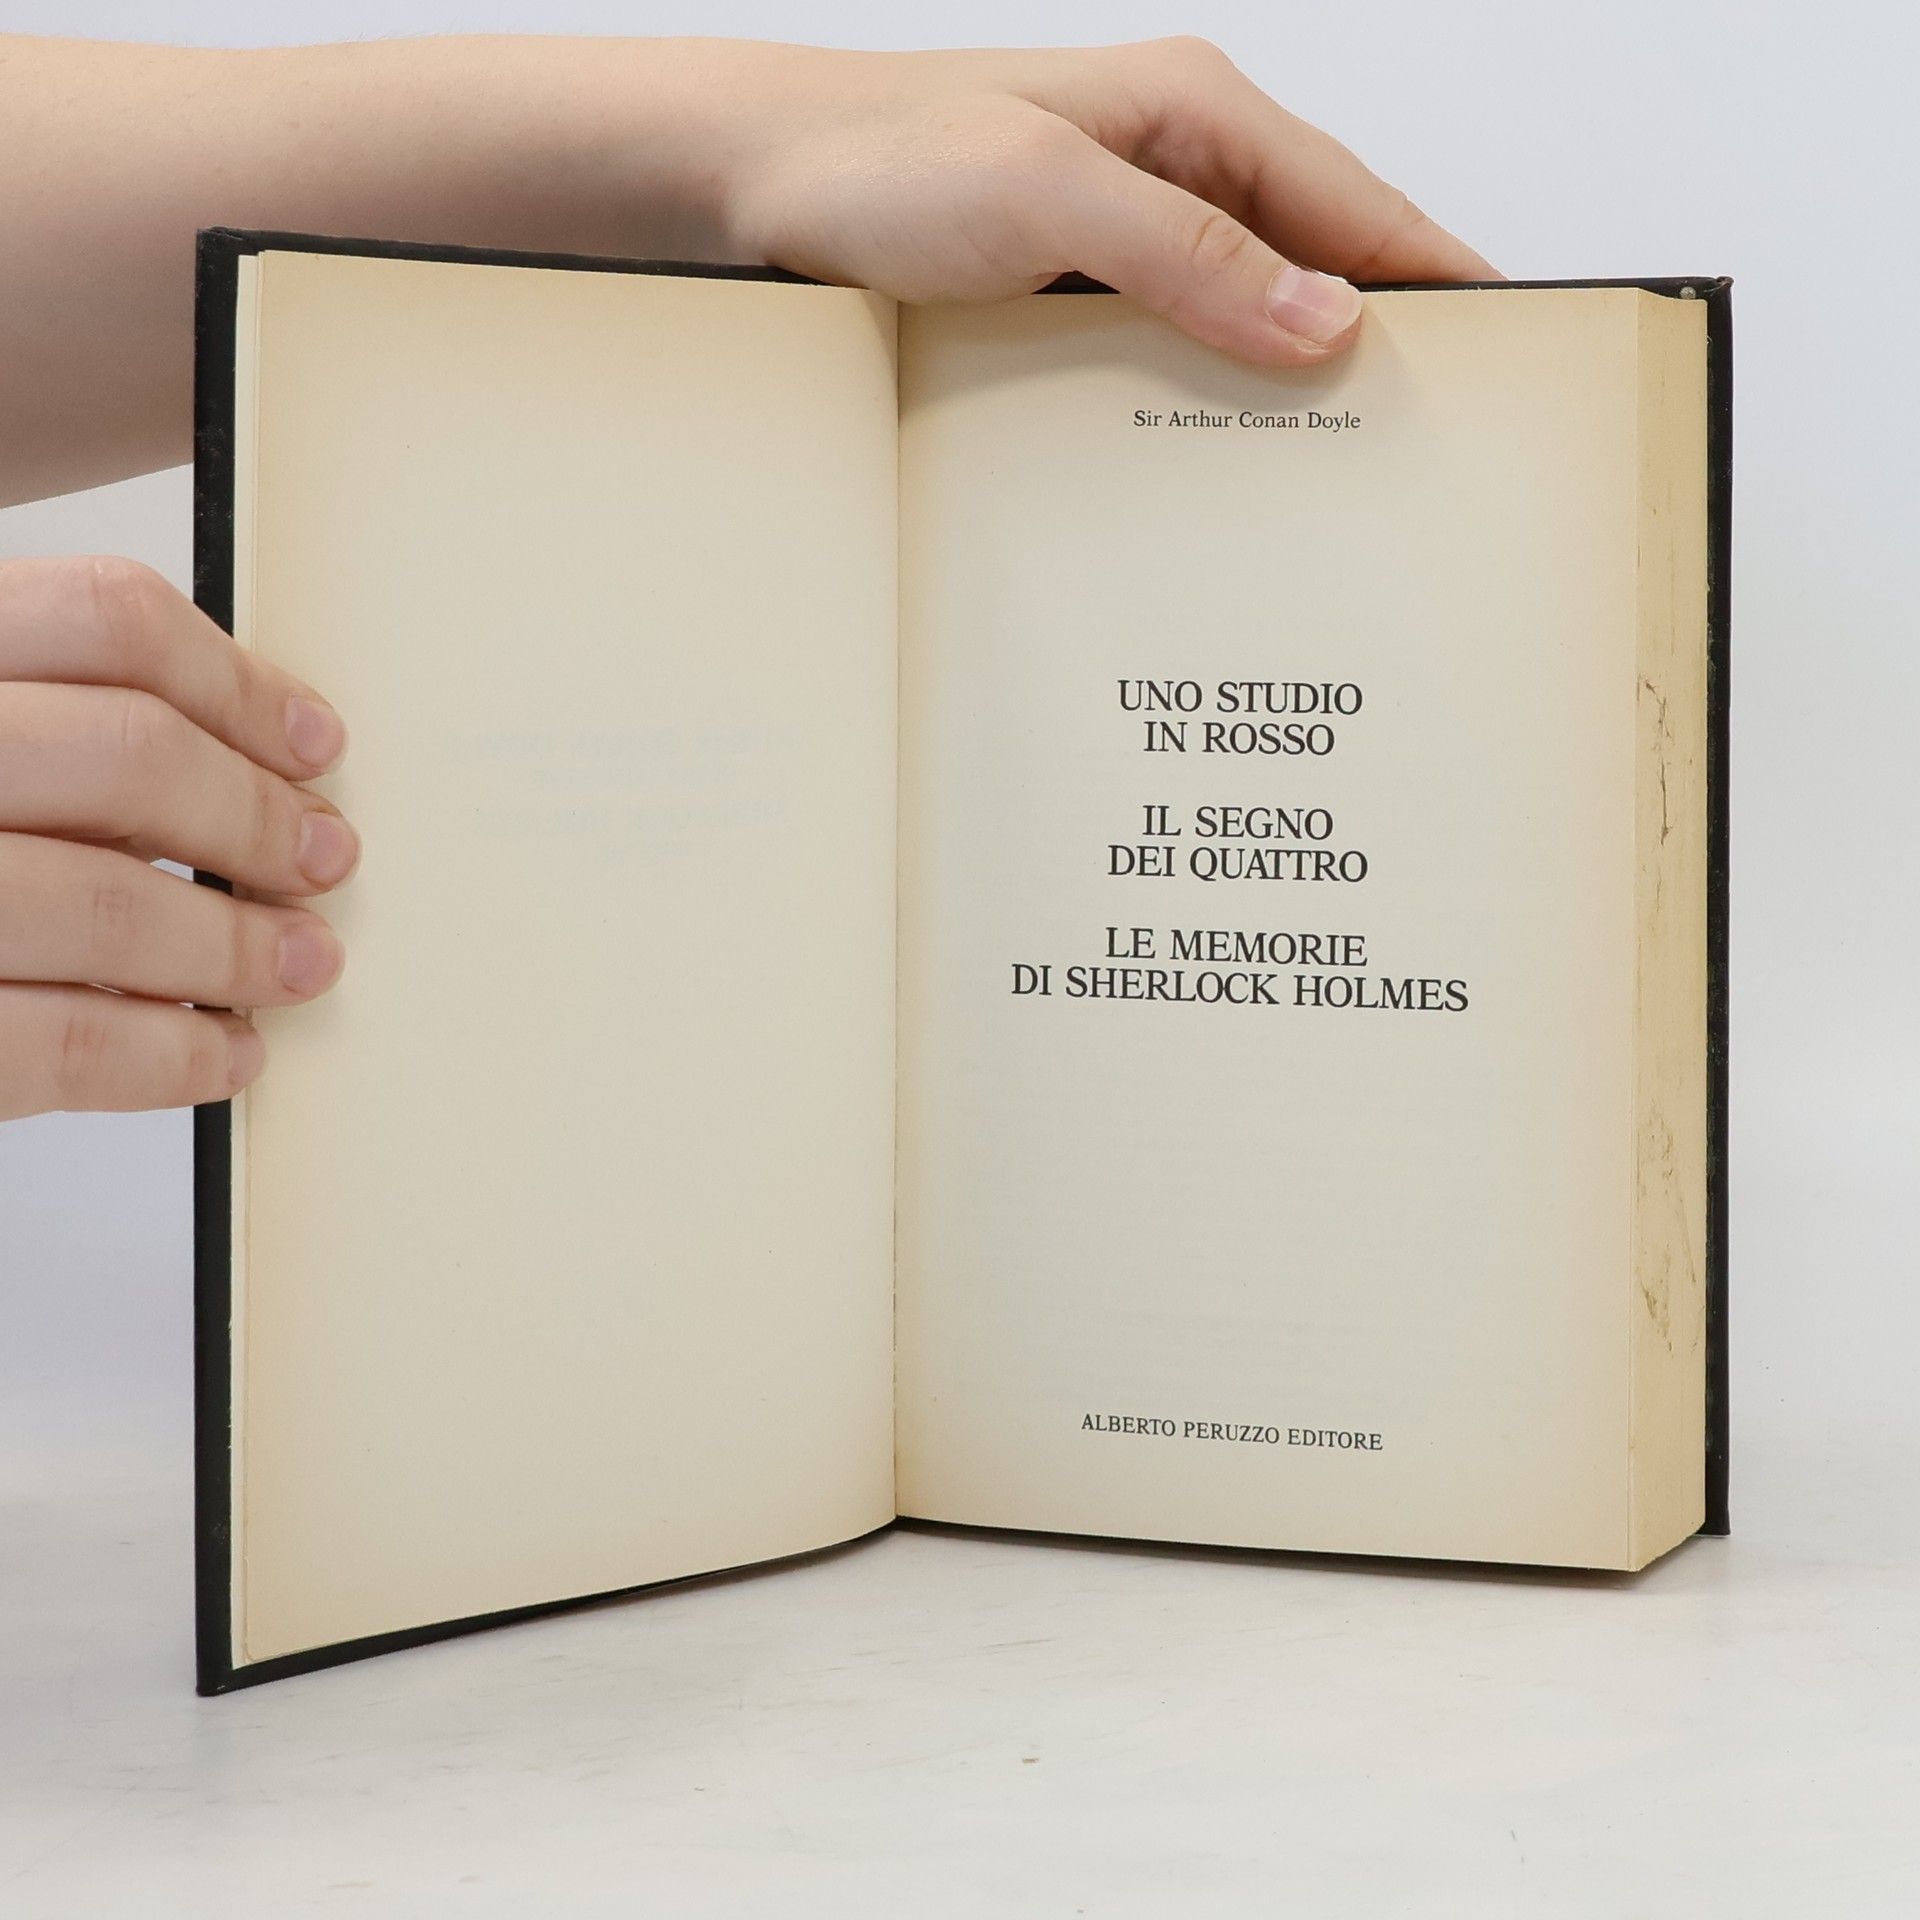 Sir Arthur Conan Doyle
UNO STUDIO
IN ROSSO
IL SEGNO
DEI QUATTRO
LE MEMORIE
DI SHERLOCK HOLMES
ALBERTO PERUZZO EDITORE